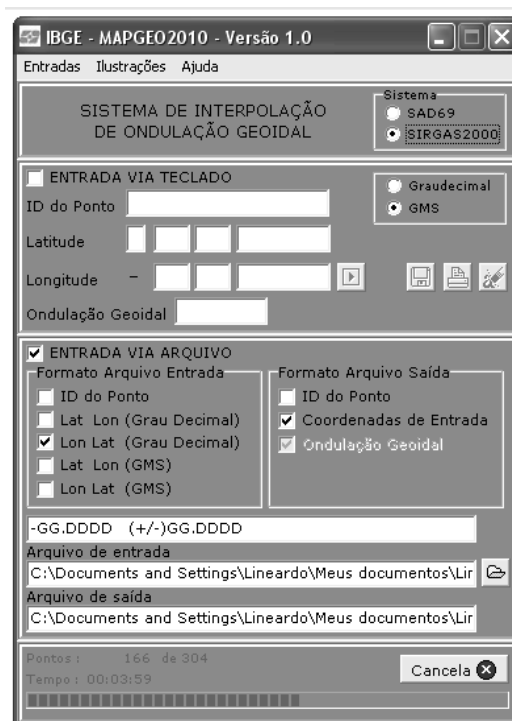 IBGE - MAPGEO2010 - Versão 1.0
Entradas Ilustrações Ajuda
SISTEMA DE INTERPOLAÇÃO
DE ONDULAÇÃO GEOIDAL
Sistema
SAD69
SIRGAS2000
ENTRADA VIA TECLADO
Graudecimal
GMS
ID do Ponto
Latitude
Longitude -
Ondulação Geoidal
ENTRADA VIA ARQUIVO
Formato Arquivo Entrada
ID do Ponto
Lat Lon (Grau Decimal)
Lon Lat (Grau Decimal)
Lat Lon (GMS)
Lon Lat (GMS)
Formato Arquivo Saída
ID do Ponto
Coordenadas de Entrada
Ondulação Geoidal
-GG.DDDD (+/-)GG.DDDD
Arquivo de entrada
C:\Documents and Settings\Lineardo\Meus documentos\Lir
Arquivo de saída
C:\Documents and Settings\Lineardo\Meus documentos\Lir
Pontos : 166 de 304
Tempo : 00:03:59
Cancela